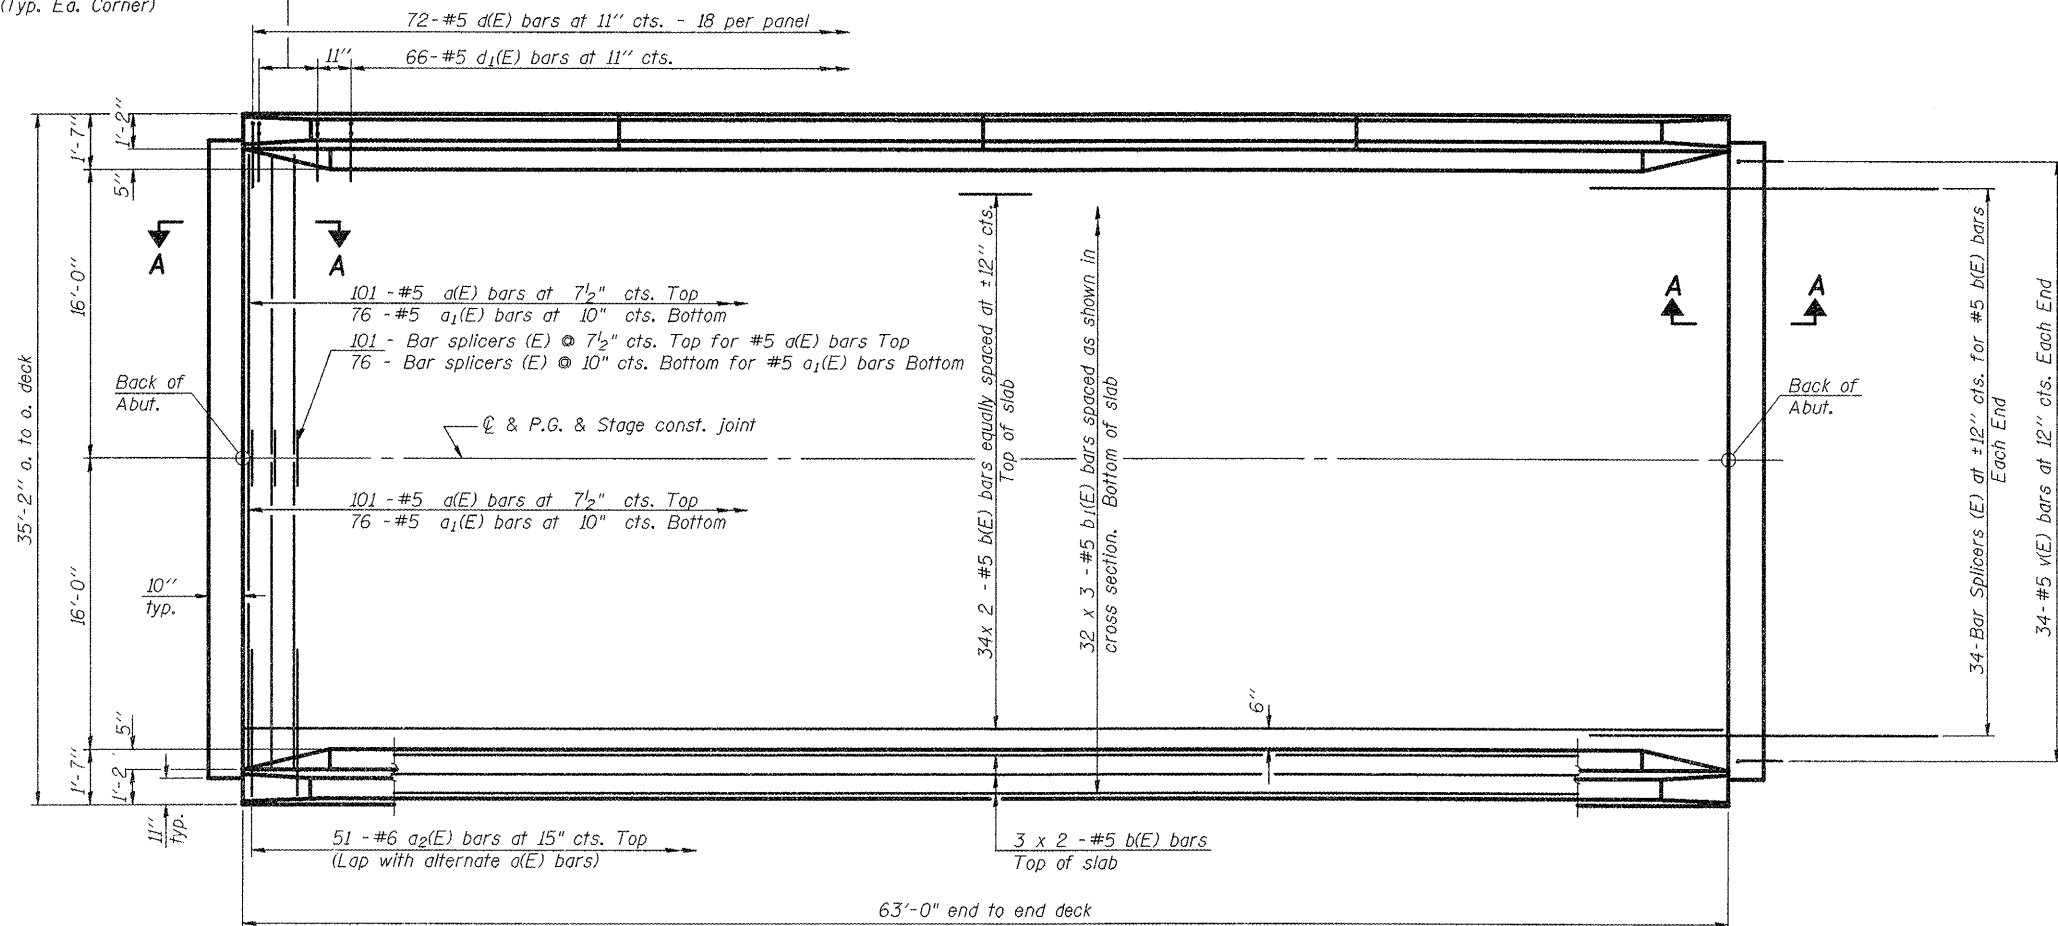 (Typ. Ea. Corner)
72-#5 d(E) bars at 11" cts. - 18 per panel
11"
66-#5 d1(E) bars at 11" cts.
1'-7"
1'-2"
5"
A
A
16'-0"
35'-2" o. to o. deck
101 -#5 a(E) bars at 7 1/2" cts. Top
76 -#5 a1(E) bars at 10" cts. Bottom
101 - Bar splicers (E) @ 7 1/2" cts. Top for #5 a(E) bars Top
76 - Bar splicers (E) @ 10" cts. Bottom for #5 a1(E) bars Bottom
Back of
Abut.
℄ & P.G. & Stage const. joint
101 -#5 a(E) bars at 7 1/2" cts. Top
76 -#5 a1(E) bars at 10" cts. Bottom
16'-0"
10"
typ.
34x 2 -#5 b(E) bars equally spaced at ±12" cts.
Top of slab
32 x 3 -#5 b1(E) bars spaced as shown in
cross section. Bottom of slab
A
A
Back of
Abut.
34-Bar Splicers (E) at ±12" cts. for #5 b(E) bars
Each End
34-#5 v(E) bars at 12" cts. Each End
6"
5"
1'-7"
1'-2'
11"
typ.
51 -#6 a2(E) bars at 15" cts. Top
(Lap with alternate a(E) bars)
3 x 2 -#5 b(E) bars
Top of slab
63'-0" end to end deck